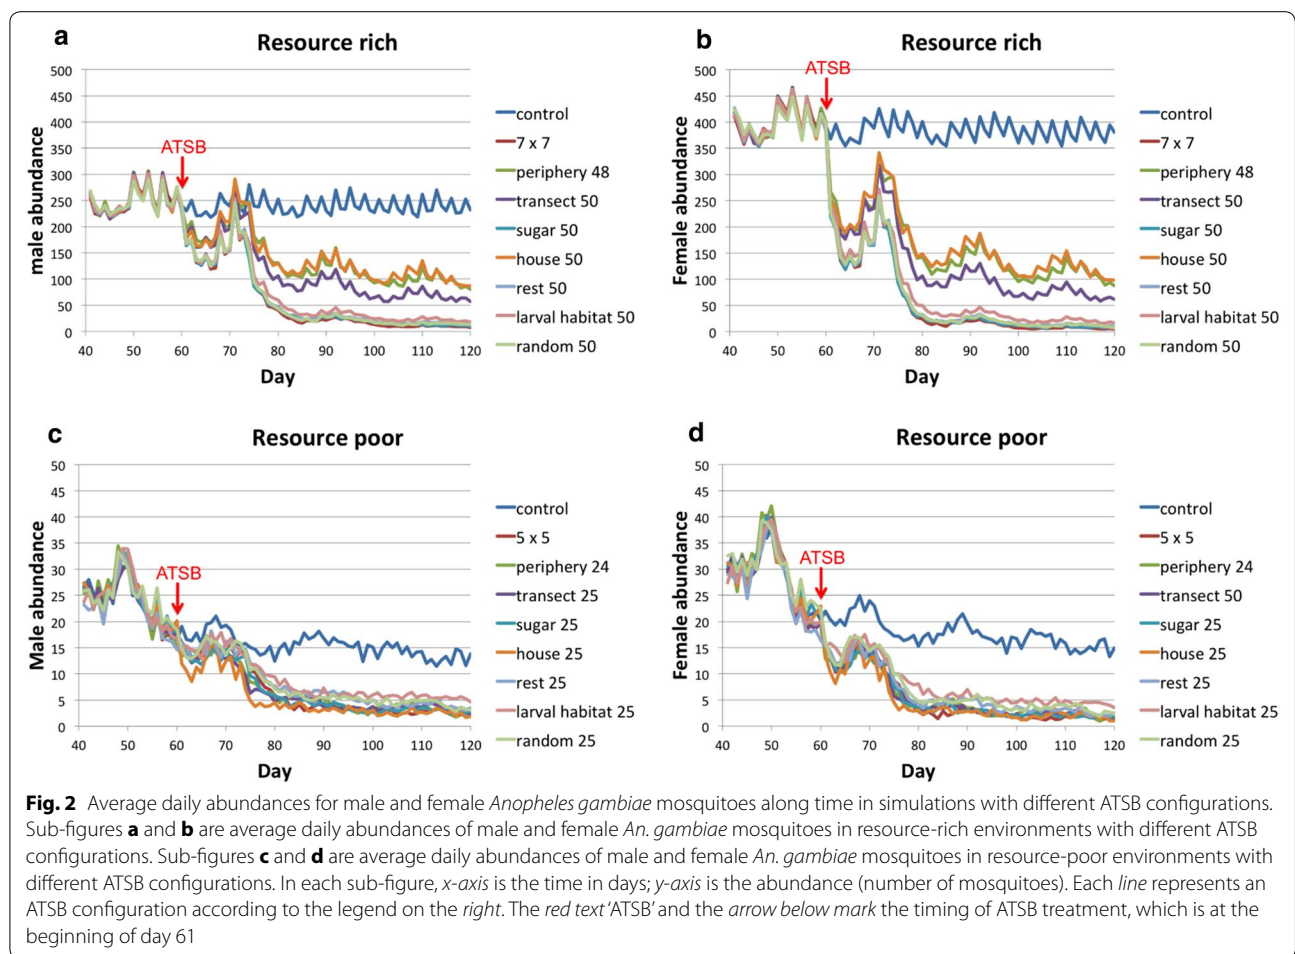 a
Resource rich
500
450
400
350
300
250
200
150
100
50
0
male abundance
ATSB
40 50 60 70 80 90 100 110 120
Day
control
7 x 7
periphery 48
transect 50
sugar 50
house 50
rest 50
larval habitat 50
random 50
b
Resource rich
500
450
400
350
300
250
200
150
100
50
0
Female abundance
ATSB
40 50 60 70 80 90 100 110 120
Day
control
7 x 7
periphery 48
transect 50
sugar 50
house 50
rest 50
larval habitat 50
random 50
c
Resource poor
50
45
40
35
30
25
20
15
10
5
0
Male abundance
ATSB
40 50 60 70 80 90 100 110 120
Day
control
5 x 5
periphery 24
transect 25
sugar 25
house 25
rest 25
larval habitat 25
random 25
d
Resource poor
50
45
40
35
30
25
20
15
10
5
0
Female abundance
ATSB
40 50 60 70 80 90 100 110 120
Day
control
5 x 5
periphery 24
transect 50
sugar 25
house 25
rest 25
larval habitat 25
random 25
Fig. 2 Average daily abundances for male and female Anopheles gambiae mosquitoes along time in simulations with different ATSB configurations.
Sub-figures a and b are average daily abundances of male and female An. gambiae mosquitoes in resource-rich environments with different ATSB
configurations. Sub-figures c and d are average daily abundances of male and female An. gambiae mosquitoes in resource-poor environments with
different ATSB configurations. In each sub-figure, x-axis is the time in days; y-axis is the abundance (number of mosquitoes). Each line represents an
ATSB configuration according to the legend on the right. The red text ‘ATSB’ and the arrow below mark the timing of ATSB treatment, which is at the
beginning of day 61